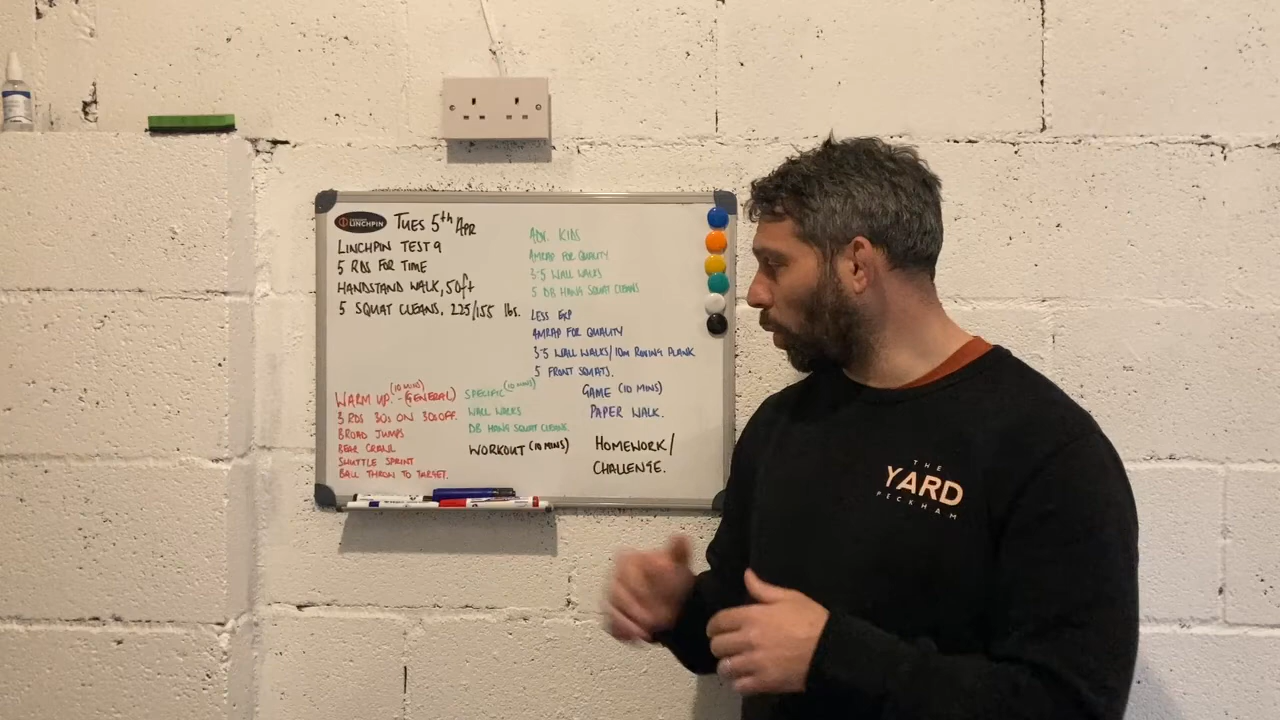 LINCHPIN
TUES 5th APR
LINCHPIN TEST 9
5 RDS FOR TIME
HANDSTAND WALK, 50ft
5 SQUAT CLEANS, 225/155 lbs.
ADV. KIDS
AMRAP FOR QUALITY
3-5 WALL WALKS
5 DB HANG SQUAT CLEANS
LESS EXP
AMRAP FOR QUALITY
3-5 WALL WALKS/10m ROVING PLANK
5 FRONT SQUATS.
WARM UP. (10 MINS) - (GENERAL)
3 RDS 30s ON 30s OFF.
BROAD JUMPS
BEAR CRAWL
SHUTTLE SPRINT
BALL THROW TO TARGET.
SPECIFIC (10 MINS)
WALL WALKS
DB HANG SQUAT CLEANS.
WORKOUT (10 MINS)
GAME (10 MINS)
PAPER WALK.
HOMEWORK/
CHALLENGE.
THE
YARD
PECKHAM